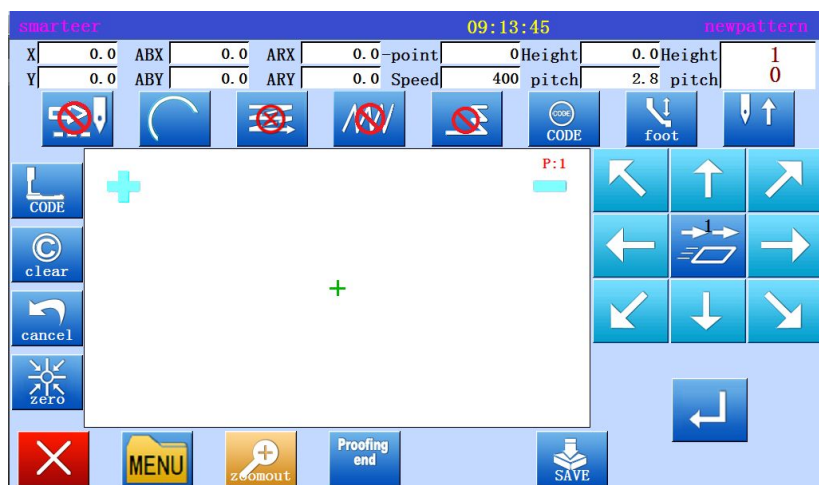 smarteer 09:13:45 newpattern
X 0.0 ABX 0.0 ARX 0.0 -point 0 Height 0.0 Height 1
Y 0.0 ABY 0.0 ARY 0.0 Speed 400 pitch 2.8 pitch 0
CODE
CODE
foot
P:1
CODE
1
clear
cancel
zero
MENU
zoomout
Proofing
end
SAVE